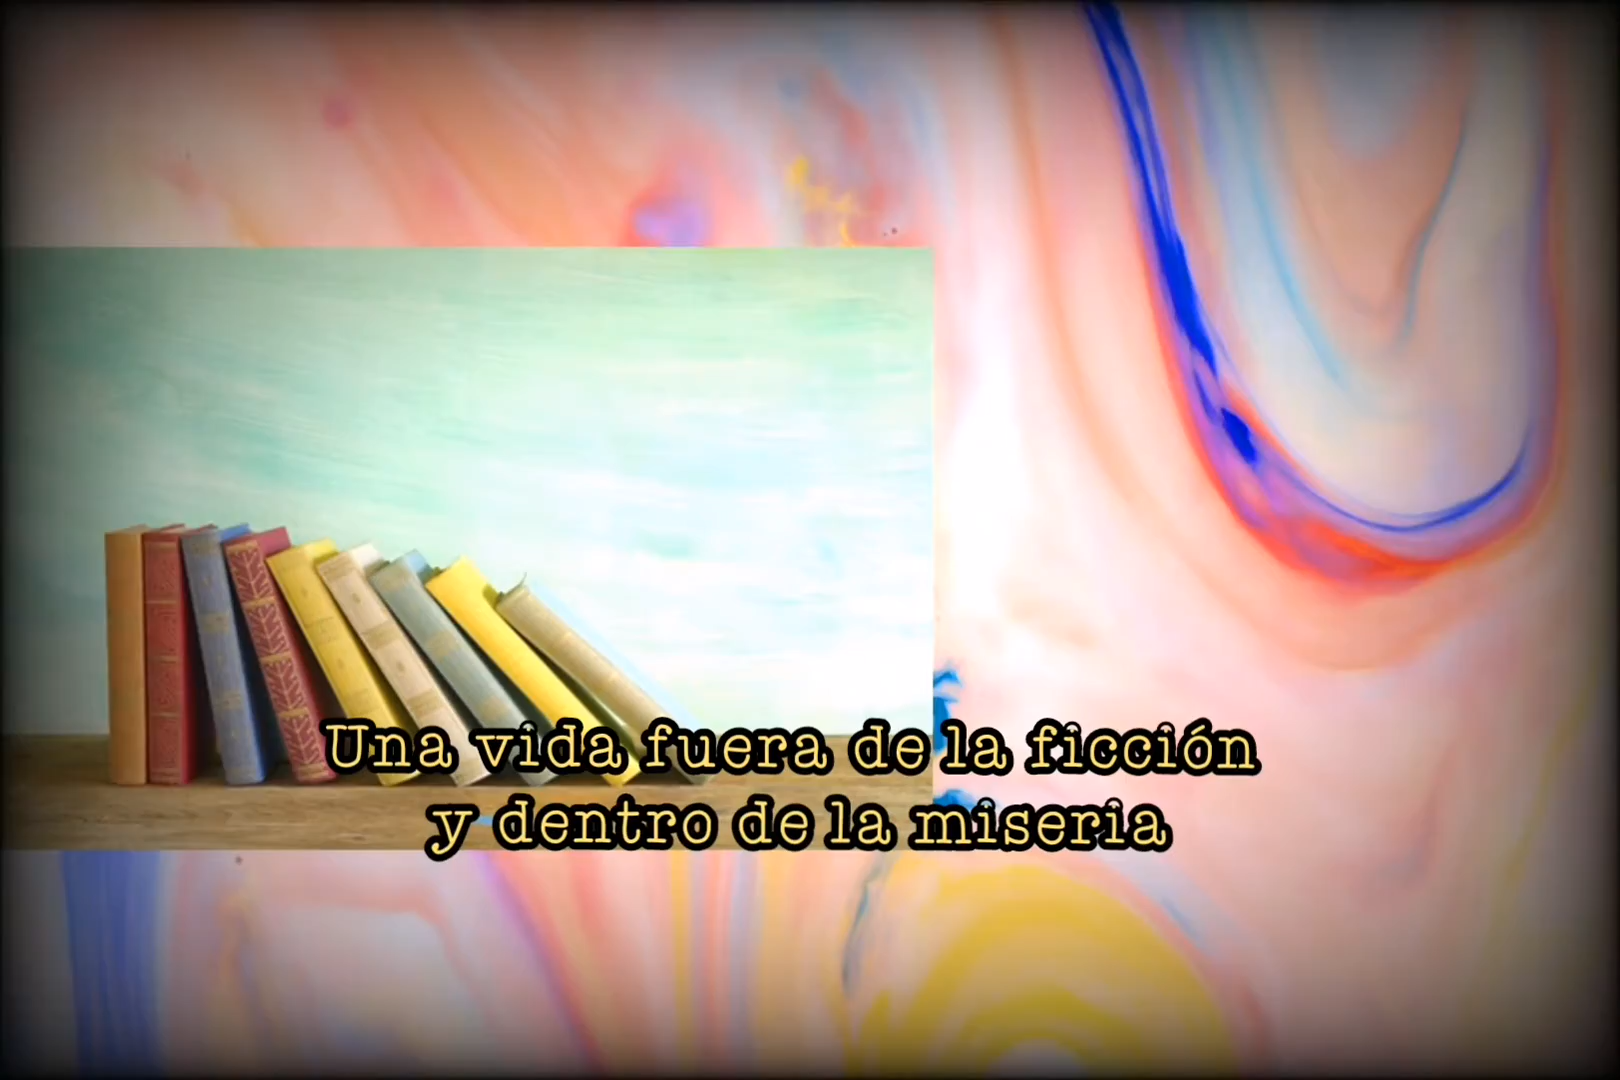 Una vida fuera de la ficción
y dentro de la miseria